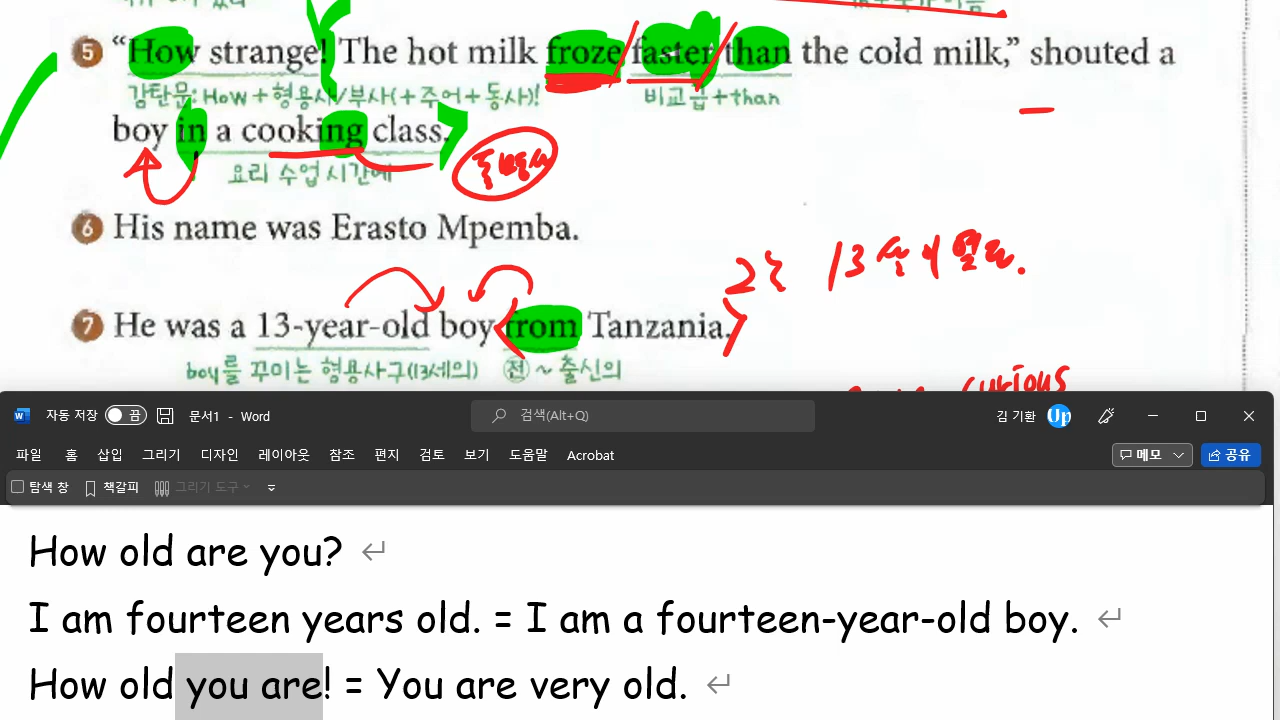 5 “How strange! The hot milk froze faster than the cold milk,” shouted a
감탄문: How+형용사/부사(+주어+동사)! 비교급+than
boy in a cooking class.
요리 수업 시간에
6 His name was Erasto Mpemba.
13살이
7 He was a 13-year-old boy from Tanzania.
boy를 꾸미는 형용사구(13세의) 전 ~ 출신의
curious
자동 저장 끔 문서1 - Word 검색(Alt+Q) 김 기환 Up
파일 홈 삽입 그리기 디자인 레이아웃 참조 편지 검토 보기 도움말 Acrobat 메모 공유
탐색 창 책갈피 그리기 도구
How old are you?
I am fourteen years old. = I am a fourteen-year-old boy.
How old you are! = You are very old.